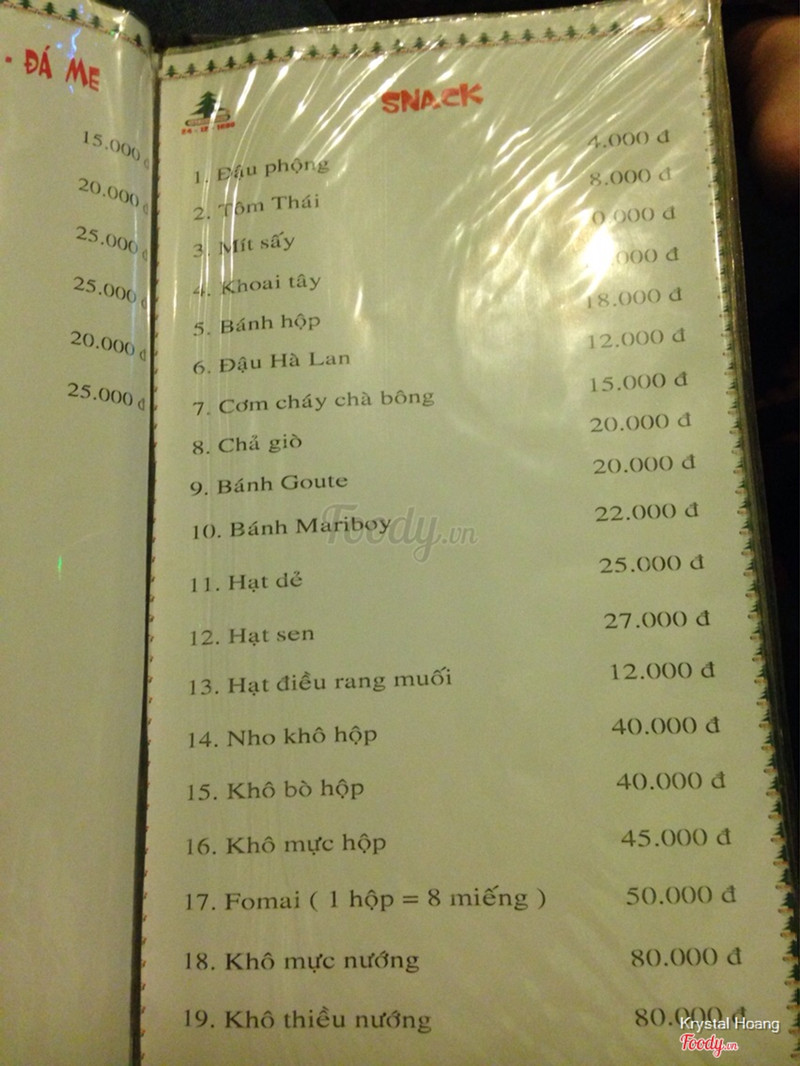 - ĐÁ ME
15.000 đ
20.000 đ
25.000 đ
25.000 đ
20.000 đ
25.000 đ
SNACK
1. Đậu phộng 4.000 đ
2. Tôm Thái 8.000 đ
3. Mít sấy
4. Khoai tây
5. Bánh hộp 18.000 đ
6. Đậu Hà Lan 12.000 đ
7. Cơm cháy chà bông 15.000 đ
8. Chả giò 20.000 đ
9. Bánh Goute 20.000 đ
10. Bánh Mariboy 22.000 đ
11. Hạt dẻ 25.000 đ
12. Hạt sen 27.000 đ
13. Hạt điều rang muối 12.000 đ
14. Nho khô hộp 40.000 đ
15. Khô bò hộp 40.000 đ
16. Khô mực hộp 45.000 đ
17. Fomai ( 1 hộp = 8 miếng ) 50.000 đ
18. Khô mực nướng 80.000 đ
19. Khô thiều nướng 80.000 đ
Foody.vn
Krystal Hoang
Foody.vn